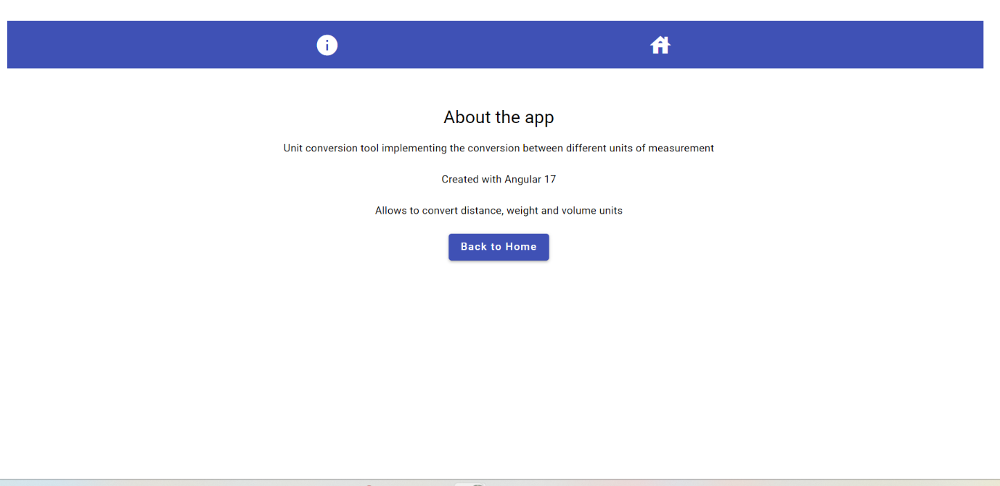 About the app
Unit conversion tool implementing the conversion between different units of measurement
Created with Angular 17
Allows to convert distance, weight and volume units
Back to Home